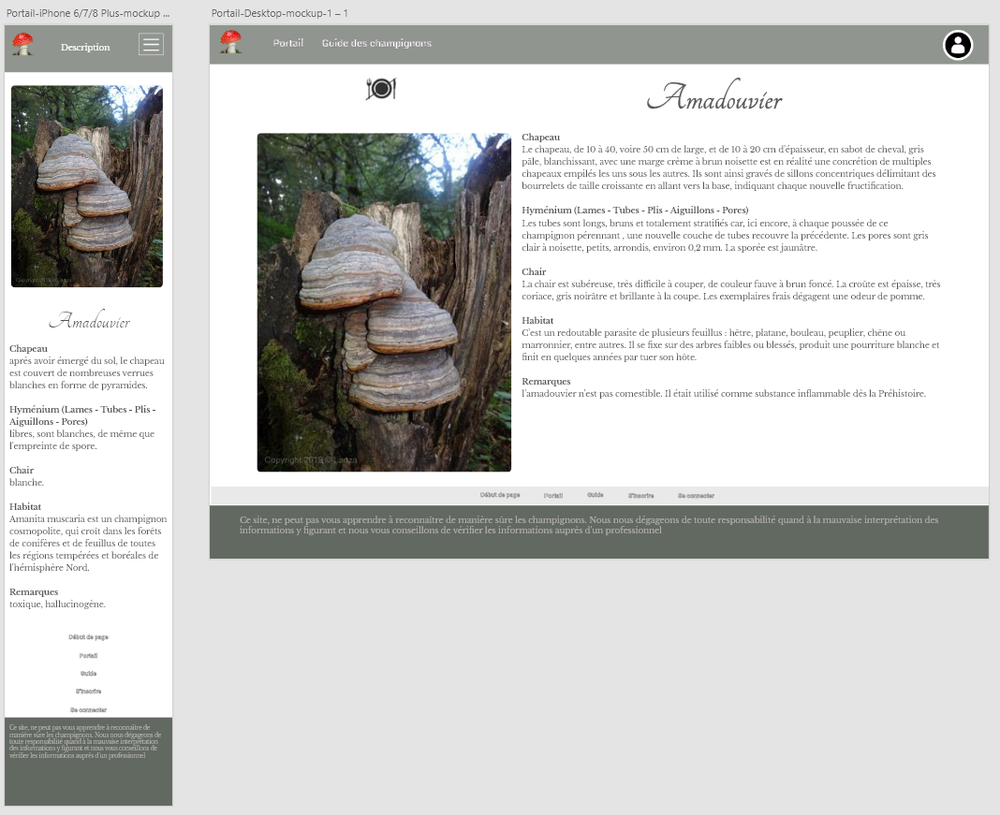 Portail-iPhone 6/7/8 Plus-mockup ...
Description
Copyright 2019 © Lanza
Amadouvier
Chapeau
après avoir émergé du sol, le chapeau
est couvert de nombreuses verrues
blanches en forme de pyramides.
Hyménium (Lames - Tubes - Plis -
Aiguillons - Pores)
libres, sont blanches, de même que
l'empreinte de spore.
Chair
blanche.
Habitat
Amanita muscaria est un champignon
cosmopolite, qui croît dans les forêts
de conifères et de feuillus de toutes
les régions tempérées et boréales de
l'hémisphère Nord.
Remarques
toxique, hallucinogène.
Début de page
Portail
Guide
S'inscrire
Se connecter
Ce site, ne peut pas vous apprendre à reconnaitre de
manière sûre les champignons. Nous nous dégageons de
toute responsabilité quand à la mauvaise interprétation
des informations y figurant et nous vous conseillons de
vérifier les informations auprès d'un professionnel
Portail-Desktop-mockup-1 – 1
Portail Guide des champignons
Amadouvier
Copyright 2019 © Lanza
Chapeau
Le chapeau, de 10 à 40, voire 50 cm de large, et de 10 à 20 cm d'épaisseur, en sabot de cheval, gris
pâle, blanchissant, avec une marge crème à brun noisette est en réalité une concrétion de multiples
chapeaux empilés les uns sous les autres. Ils sont ainsi gravés de sillons concentriques délimitant des
bourrelets de taille croissante en allant vers la base, indiquant chaque nouvelle fructification.
Hyménium (Lames - Tubes - Plis - Aiguillons - Pores)
Les tubes sont longs, bruns et totalement stratifiés car, ici encore, à chaque poussée de ce
champignon pérennant , une nouvelle couche de tubes recouvre la précédente. Les pores sont gris
clair à noisette, petits, arrondis, environ 0,2 mm. La sporée est jaunâtre.
Chair
La chair est subéreuse, très difficile à couper, de couleur fauve à brun foncé. La croûte est épaisse, très
coriace, gris noirâtre et brillante à la coupe. Les exemplaires frais dégagent une odeur de pomme.
Habitat
C'est un redoutable parasite de plusieurs feuillus : hêtre, platane, bouleau, peuplier, chêne ou
marronnier, entre autres. Il se fixe sur des arbres faibles ou blessés, produit une pourriture blanche et
finit en quelques années par tuer son hôte.
Remarques
l'amadouvier n'est pas comestible. Il était utilisé comme substance inflammable dès la Préhistoire.
Début de page Portail Guide S'inscrire Se connecter
Ce site, ne peut pas vous apprendre à reconnaitre de manière sûre les champignons. Nous nous dégageons de toute responsabilité quand à la mauvaise interprétation des
informations y figurant et nous vous conseillons de vérifier les informations auprès d'un professionnel